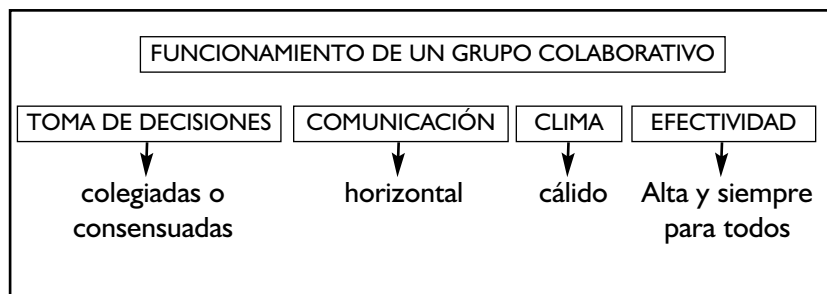 FUNCIONAMIENTO DE UN GRUPO COLABORATIVO
TOMA DE DECISIONES
COMUNICACIÓN
CLIMA
EFECTIVIDAD
colegiadas o
consensuadas
horizontal
cálido
Alta y siempre
para todos